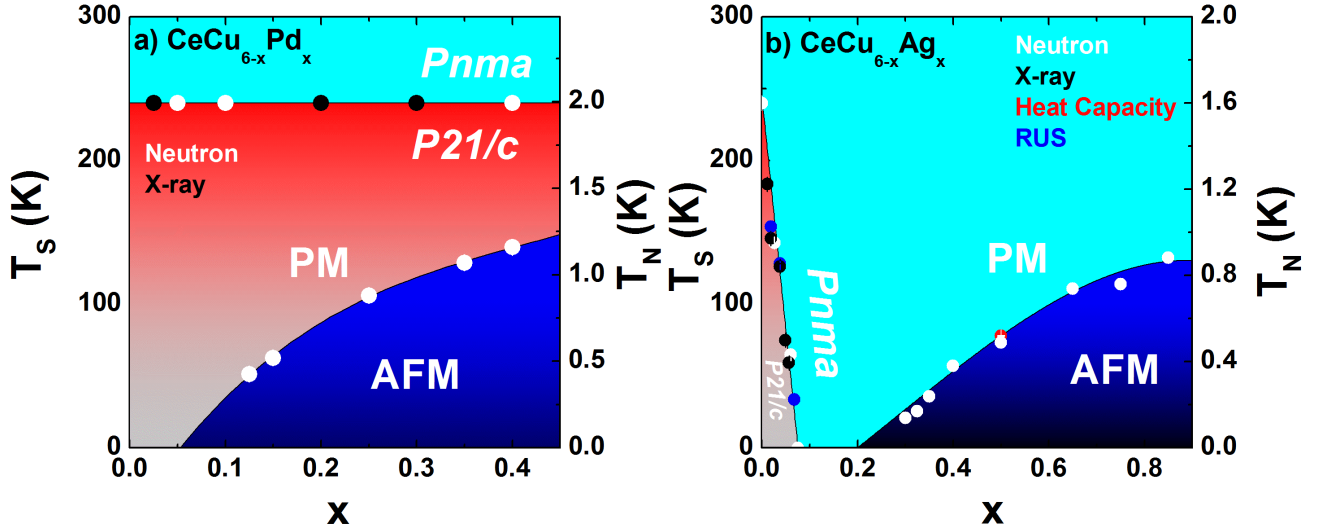 a) CeCu6-xPdx
Pnma
P21/c
Neutron
X-ray
PM
AFM
300
200
100
0
TS (K)
2.0
1.5
1.0
0.5
0.0
TN (K)
0.0 0.1 0.2 0.3 0.4
x
b) CeCu6-xAgx
Neutron
X-ray
Heat Capacity
RUS
PM
Pnma
P21/c
AFM
300
200
100
0
TS (K)
2.0
1.6
1.2
0.8
0.4
0.0
TN (K)
0.0 0.2 0.4 0.6 0.8
x